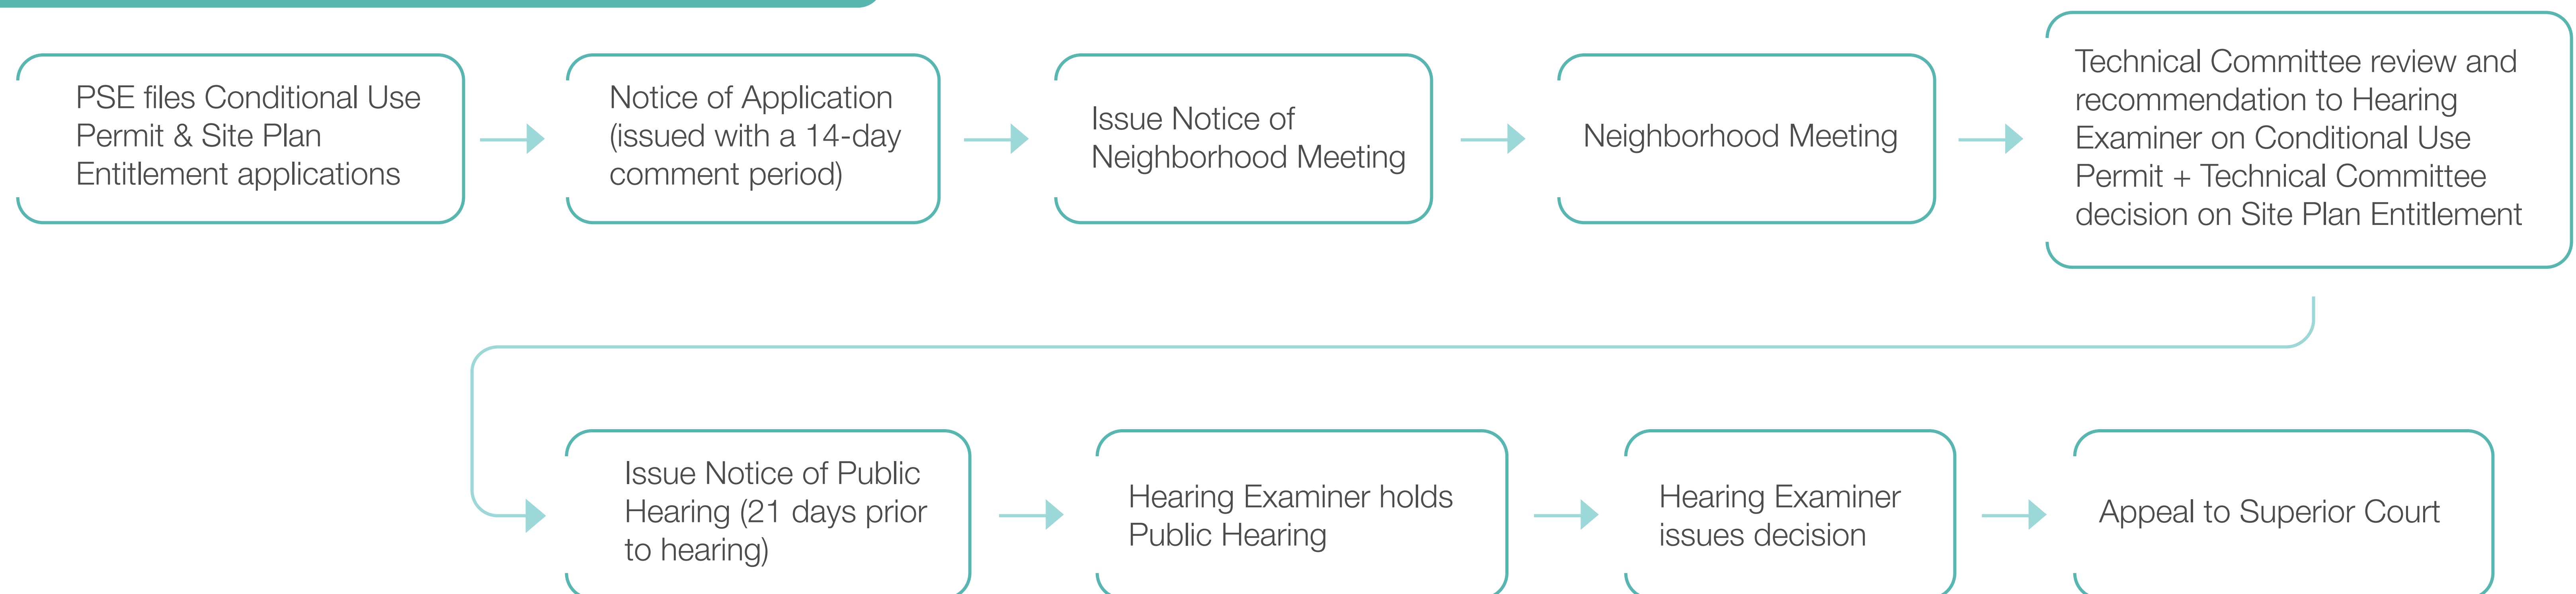 PSE files Conditional Use
Permit & Site Plan
Entitlement applications
Notice of Application
(issued with a 14-day
comment period)
Issue Notice of
Neighborhood Meeting
Neighborhood Meeting
Technical Committee review and
recommendation to Hearing
Examiner on Conditional Use
Permit + Technical Committee
decision on Site Plan Entitlement
Issue Notice of Public
Hearing (21 days prior
to hearing)
Hearing Examiner holds
Public Hearing
Hearing Examiner
issues decision
Appeal to Superior Court